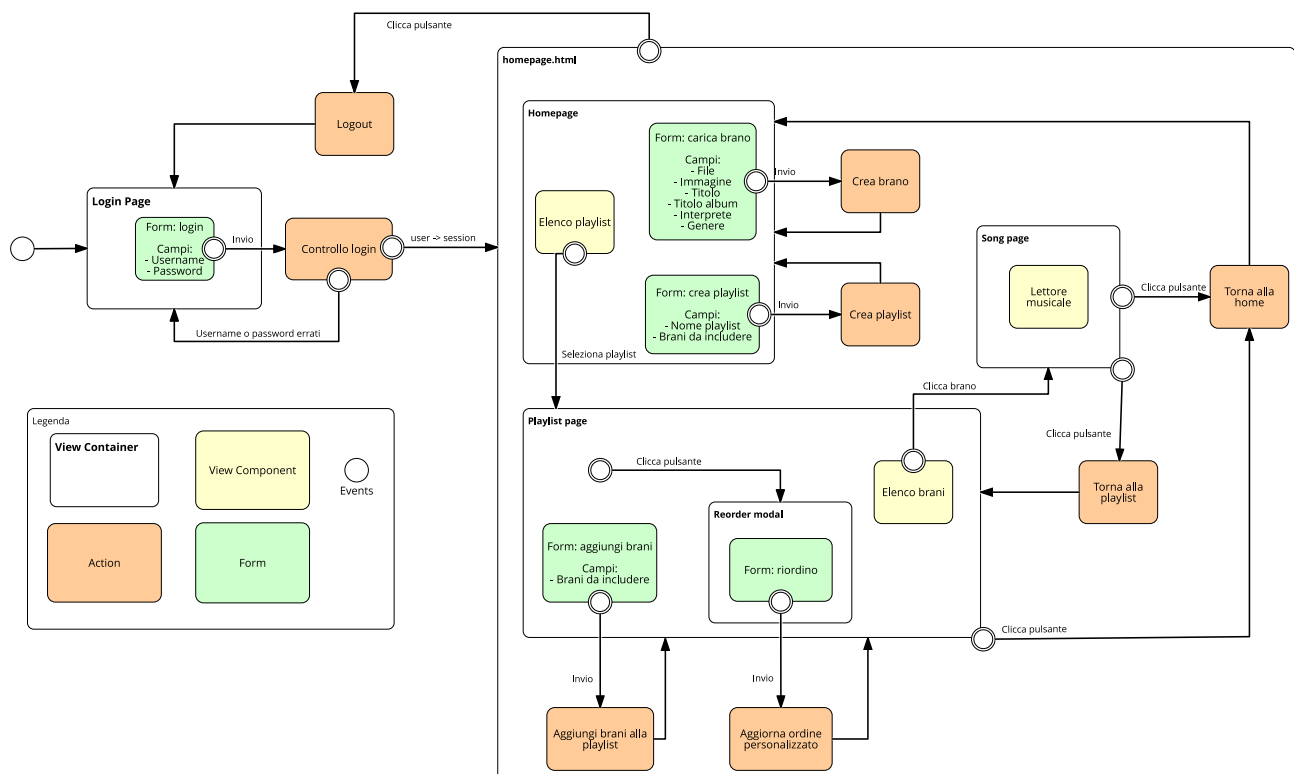 Clicca pulsante
homepage.html
Logout
Homepage
Form: carica brano
Campi:
- File
- Immagine
- Titolo
- Titolo album
- Interprete
- Genere
Invio
Crea brano
Login Page
Form: login
Campi:
- Username
- Password
Invio
Controllo login
user -> session
Username o password errati
Elenco playlist
Form: crea playlist
Campi:
- Nome playlist
- Brani da includere
Invio
Crea playlist
Seleziona playlist
Song page
Lettore
musicale
Clicca pulsante
Torna alla
home
Clicca brano
Clicca pulsante
Torna alla
playlist
Legenda
View Container
View Component
Events
Action
Form
Playlist page
Clicca pulsante
Elenco brani
Reorder modal
Form: aggiungi brani
Campi:
- Brani da includere
Form: riordino
Clicca pulsante
Invio
Invio
Aggiungi brani alla
playlist
Aggiorna ordine
personalizzato